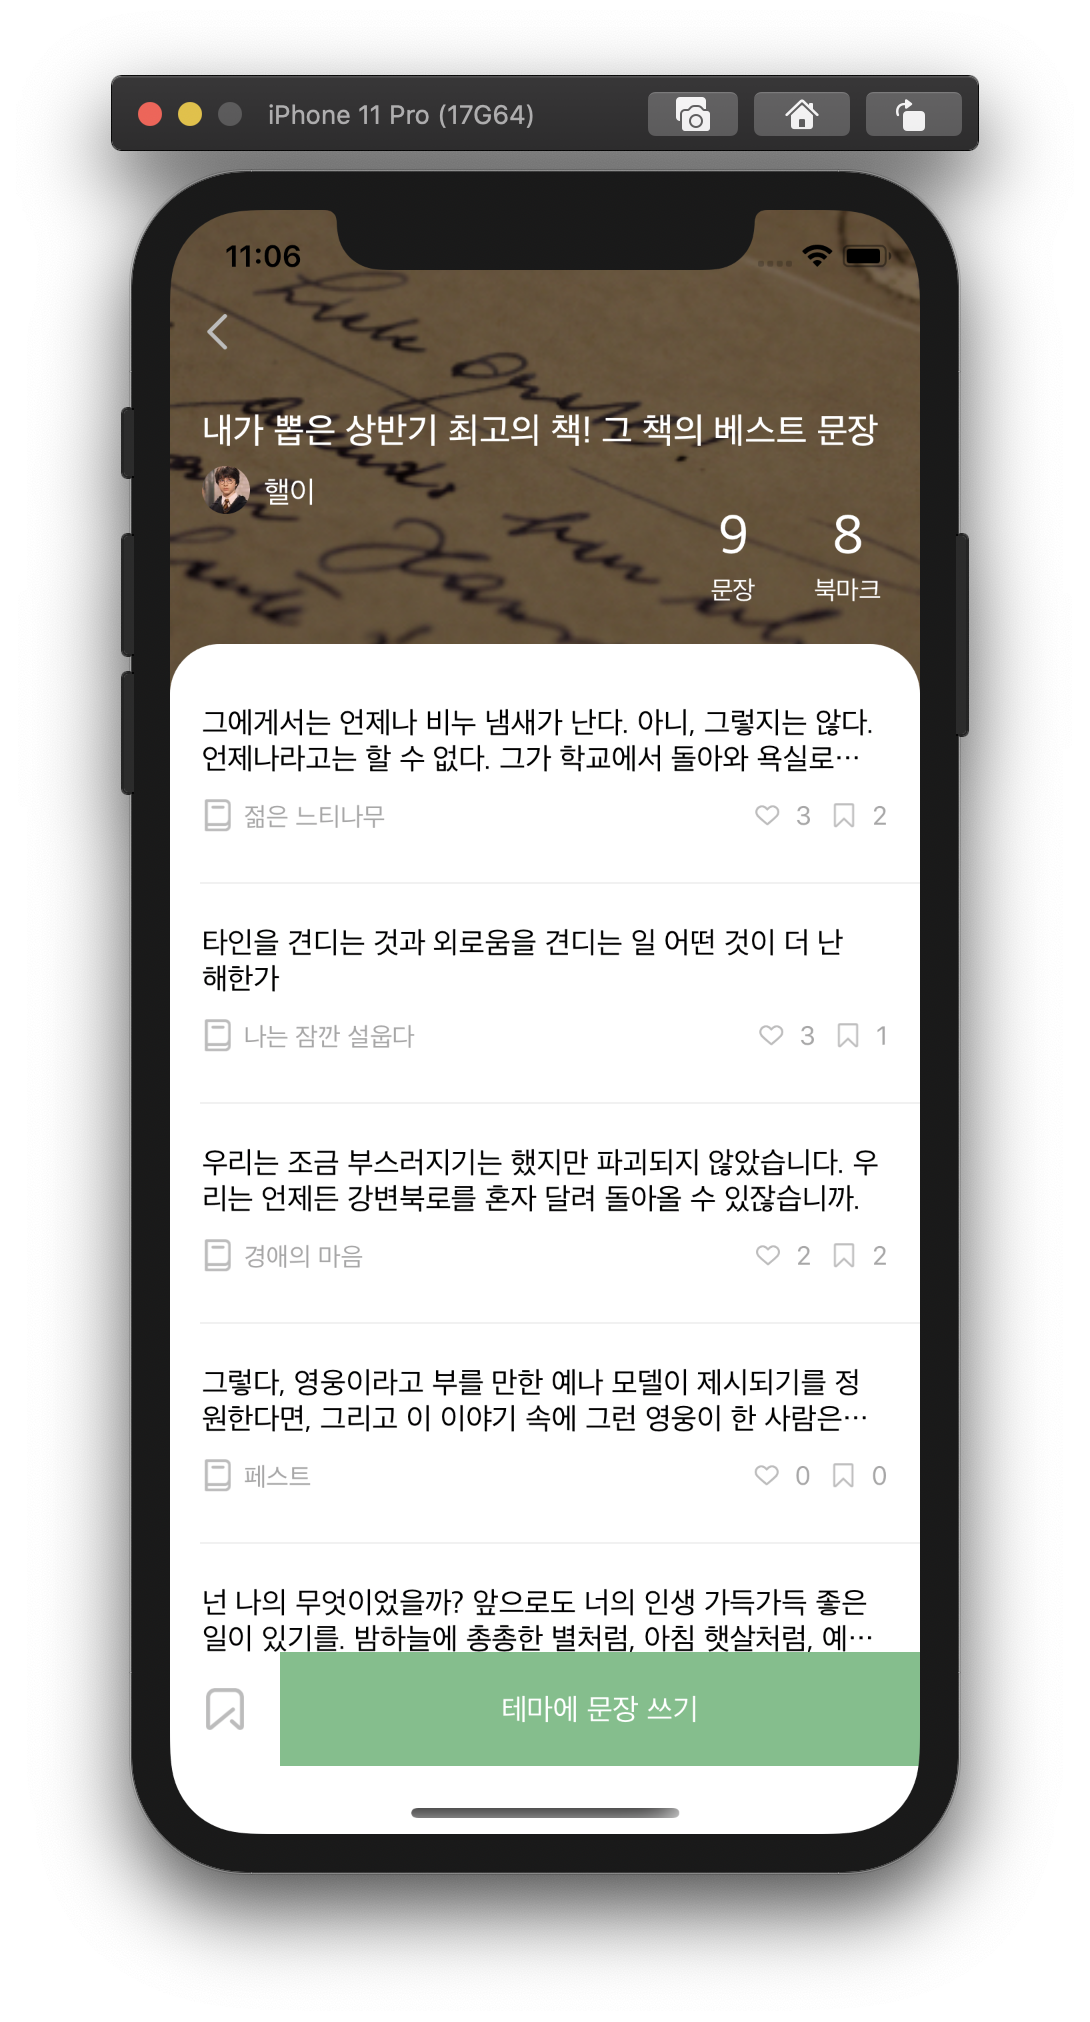 iPhone 11 Pro (17G64)
11:06
내가 뽑은 상반기 최고의 책! 그 책의 베스트 문장
핼이
9 8
문장 북마크
그에게서는 언제나 비누 냄새가 난다. 아니, 그렇지는 않다.
언제나라고는 할 수 없다. 그가 학교에서 돌아와 욕실로…
젊은 느티나무 3 2
타인을 견디는 것과 외로움을 견디는 일 어떤 것이 더 난
해한가
나는 잠깐 설웁다 3 1
우리는 조금 부스러지기는 했지만 파괴되지 않았습니다. 우
리는 언제든 강변북로를 혼자 달려 돌아올 수 있잖습니까.
경애의 마음 2 2
그렇다, 영웅이라고 부를 만한 예나 모델이 제시되기를 정
원한다면, 그리고 이 이야기 속에 그런 영웅이 한 사람은…
페스트 0 0
넌 나의 무엇이었을까? 앞으로도 너의 인생 가득가득 좋은
일이 있기를. 밤하늘에 총총한 별처럼, 아침 햇살처럼, 예…
테마에 문장 쓰기